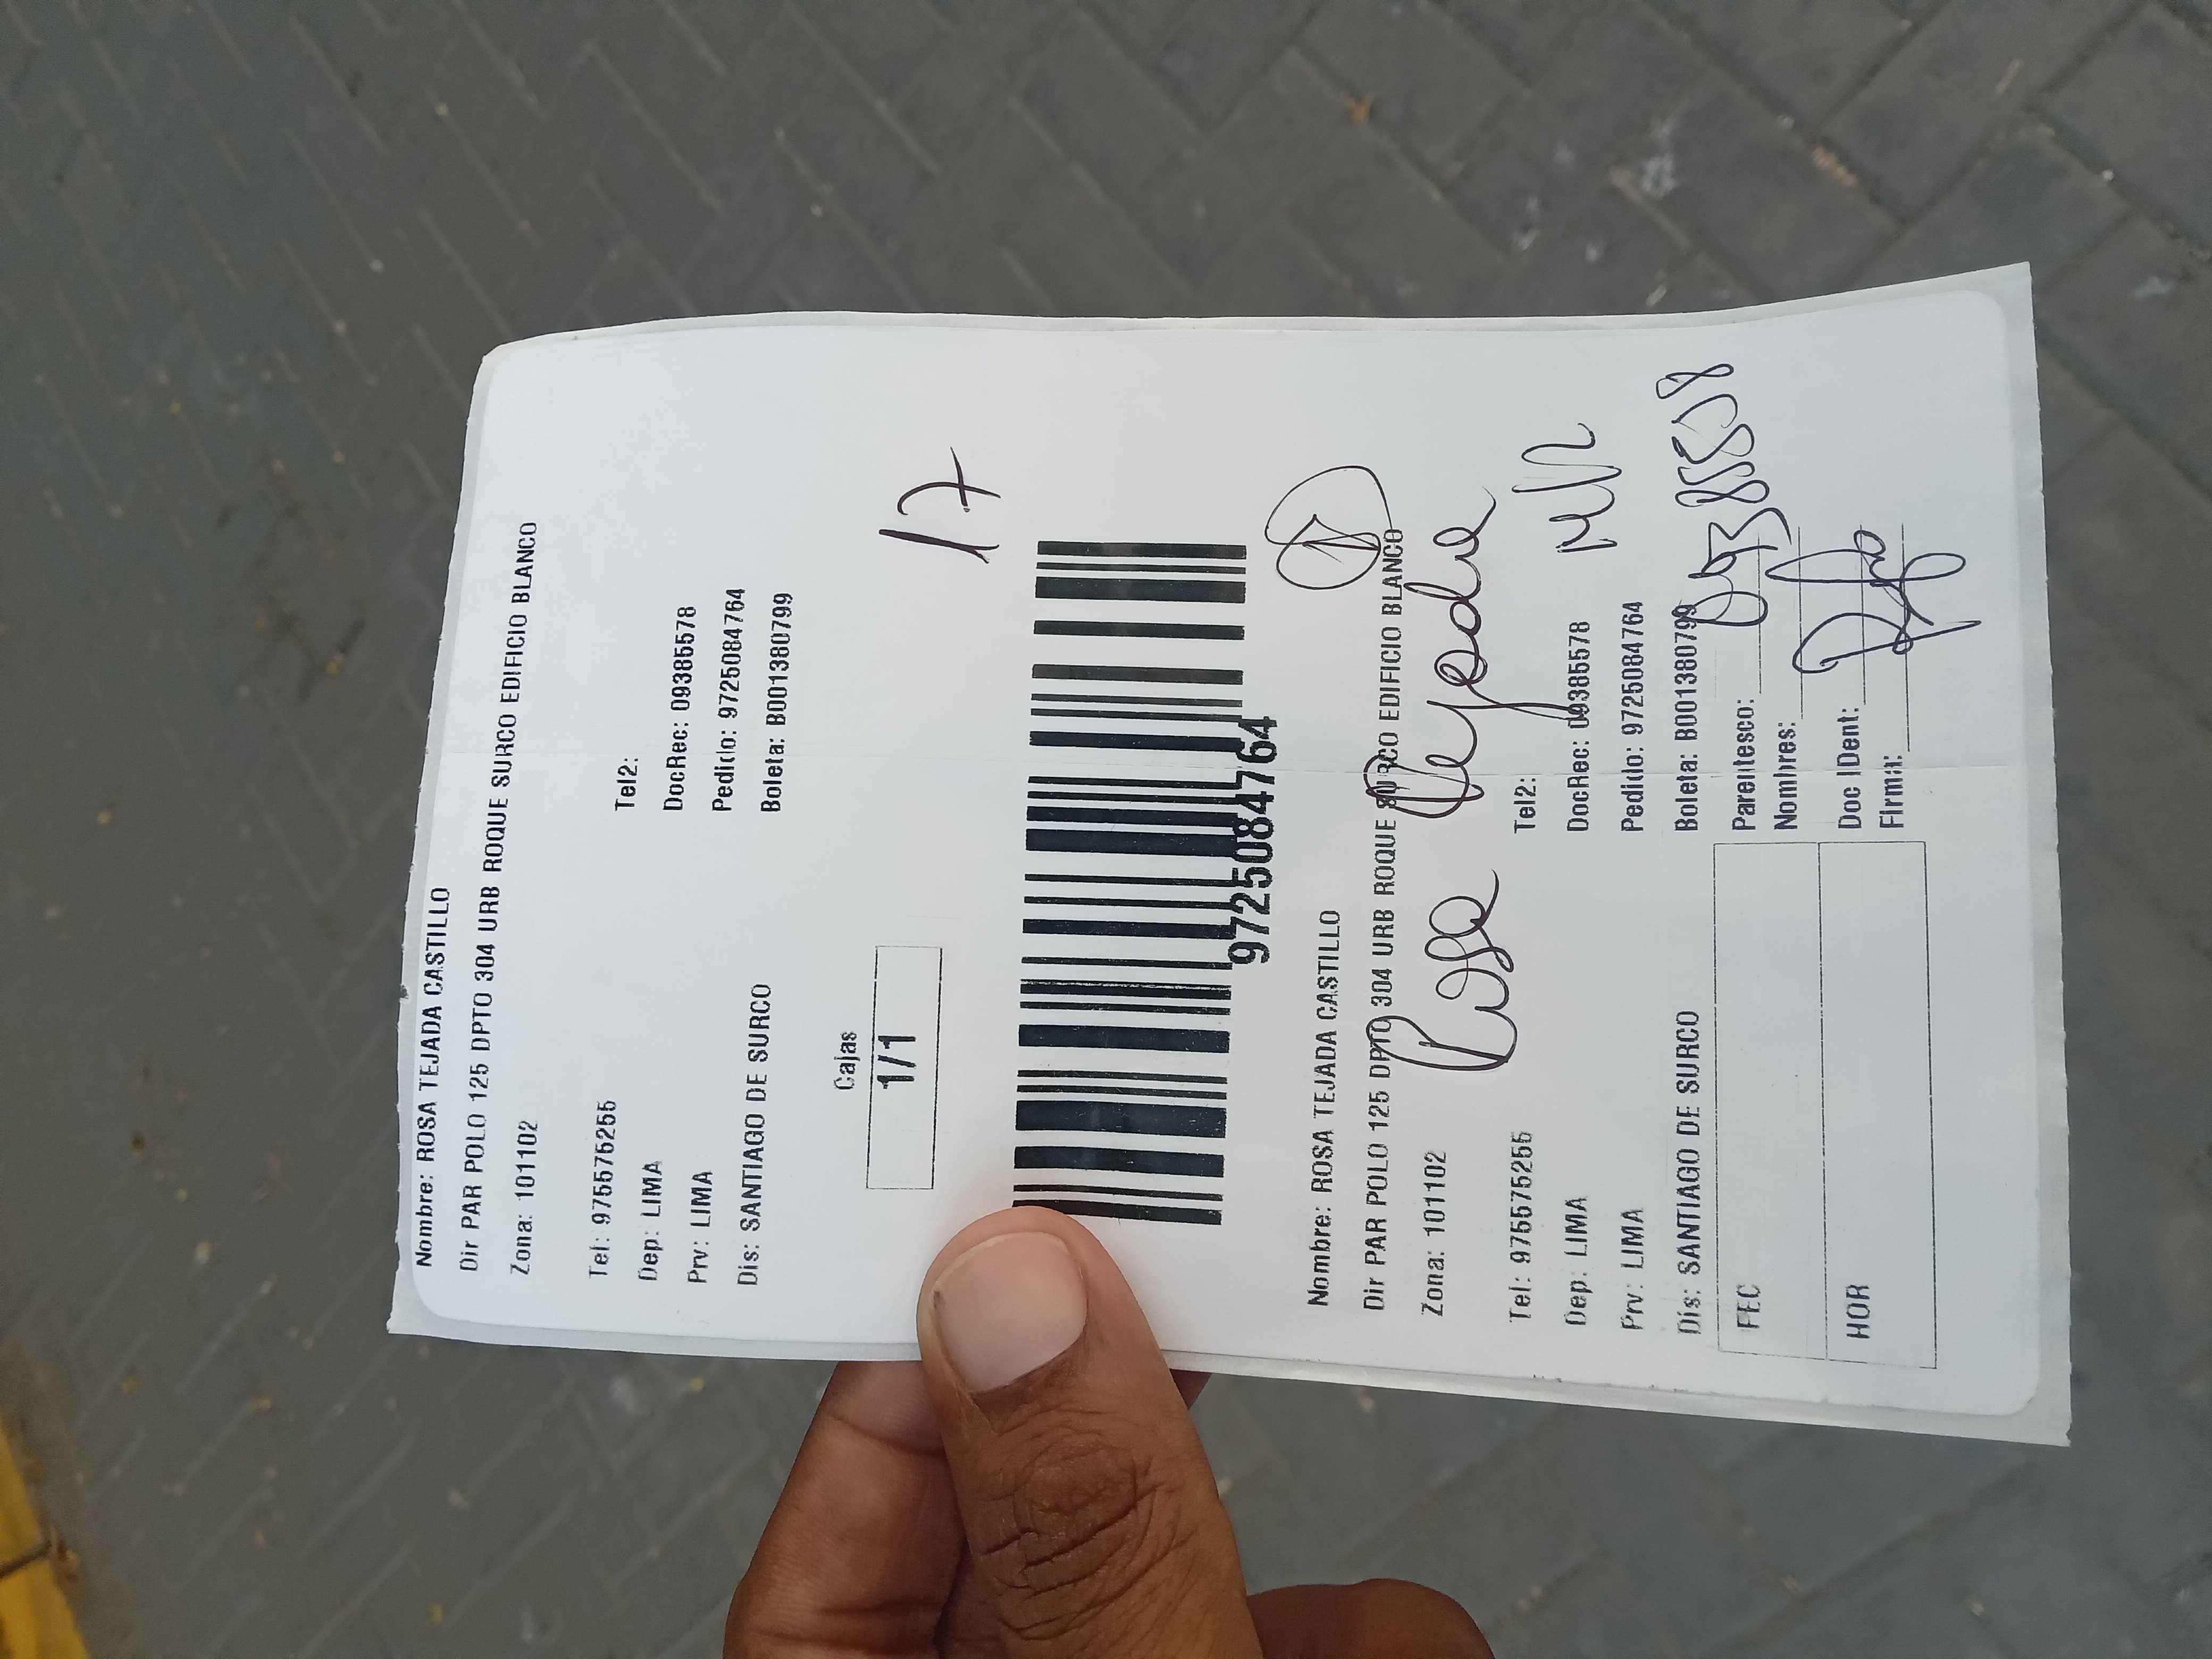 Nombre: ROSA TEJADA CASTILLO
Dir PAR POLO 125 DPTO 304 URB ROQUE SURCO EDIFICIO BLANCO
Zona: 101102
Tel: 975575255
Tel2:
Dep: LIMA
DocRec: 09385578
Prv: LIMA
Pedido: 9725084764
Dis: SANTIAGO DE SURCO
Boleta: B001380799
Cajas
1/1
17
9725084764
1
Nombre: ROSA TEJADA CASTILLO
Dir PAR POLO 125 DPTO 304 URB ROQUE SURCO EDIFICIO BLANCO
Zona: 101102
Rosa Tejada
Tel: 975575255
Tel2:
Dep: LIMA
DocRec: 09385578
Prv: LIMA
Pedido: 9725084764
Dis: SANTIAGO DE SURCO
Boleta: B001380799
FEC
Parentesco:
Nombres:
HOR
Doc IDent:
Firma: